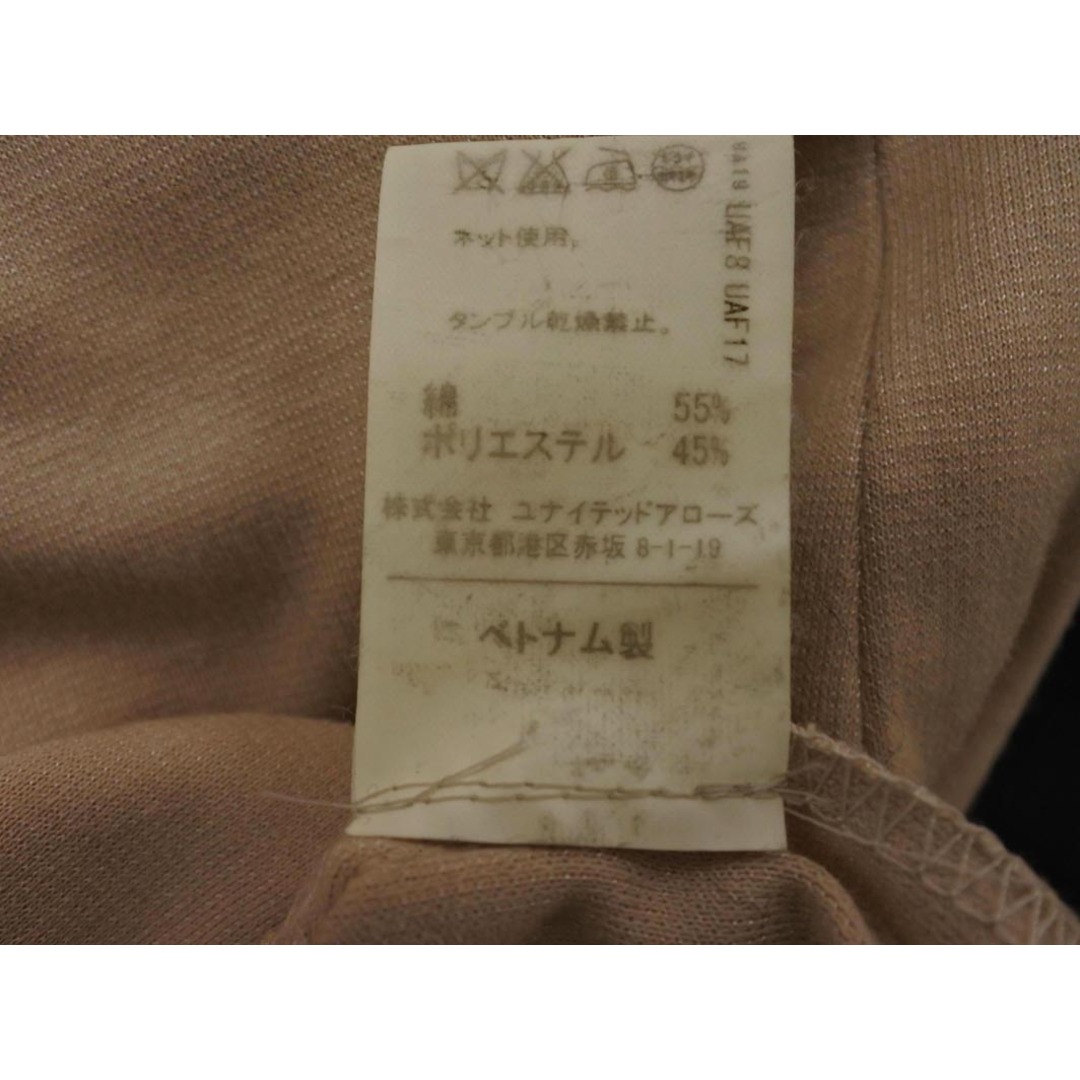 ネット使用。
タンブル乾燥禁止。
綿 55%
ポリエステル 45%
株式会社 ユナイテッドアローズ
東京都港区赤坂 8-1-19
ベトナム製
UAF8 UAF17